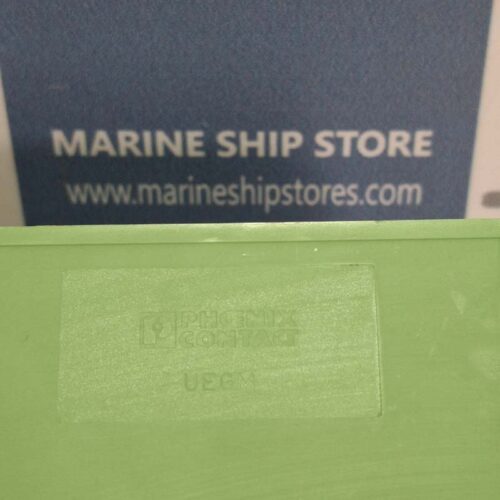 MARINE SHIP STORE
www.marineshipstores.com
PHOENIX
CONTACT
UEGM